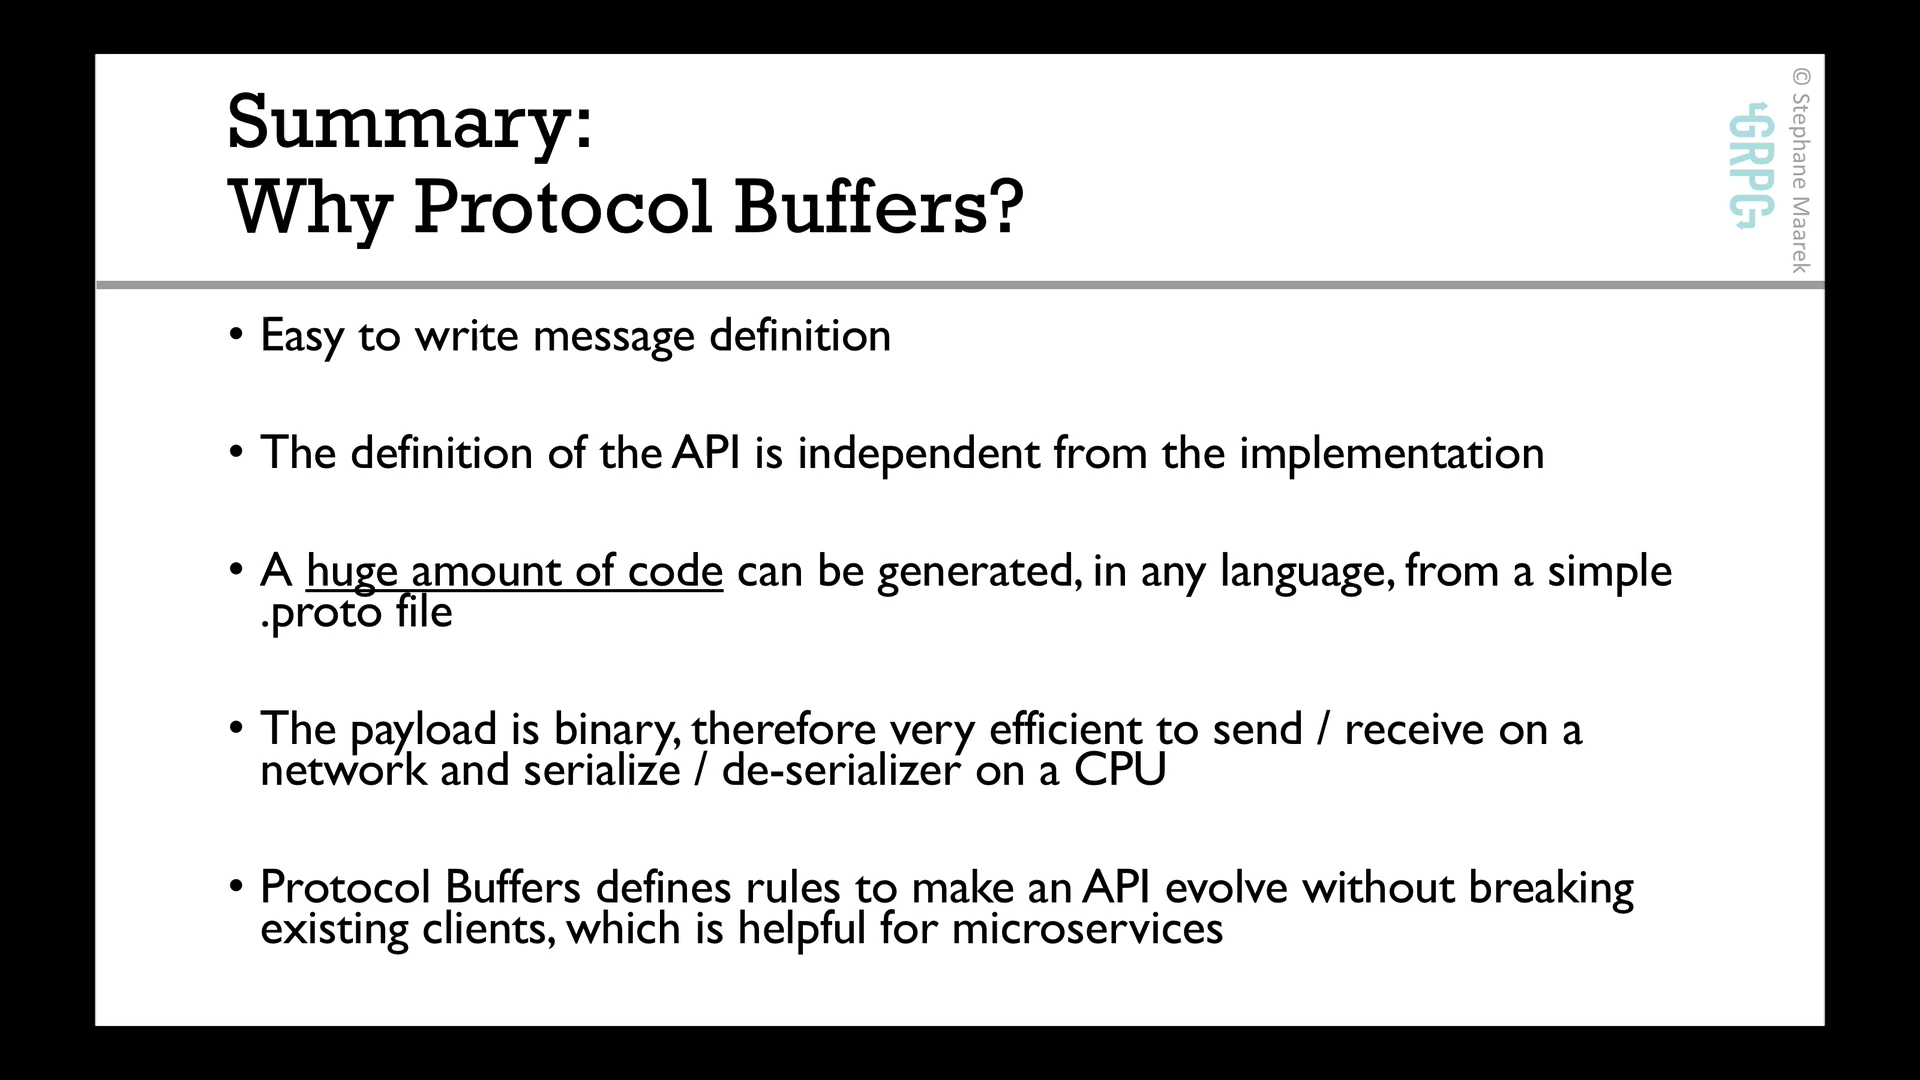 Summary:
Why Protocol Buffers?
GRPC
© Stephane Maarek
• Easy to write message definition
• The definition of the API is independent from the implementation
• A huge amount of code can be generated, in any language, from a simple
.proto file
• The payload is binary, therefore very efficient to send / receive on a
network and serialize / de-serializer on a CPU
• Protocol Buffers defines rules to make an API evolve without breaking
existing clients, which is helpful for microservices